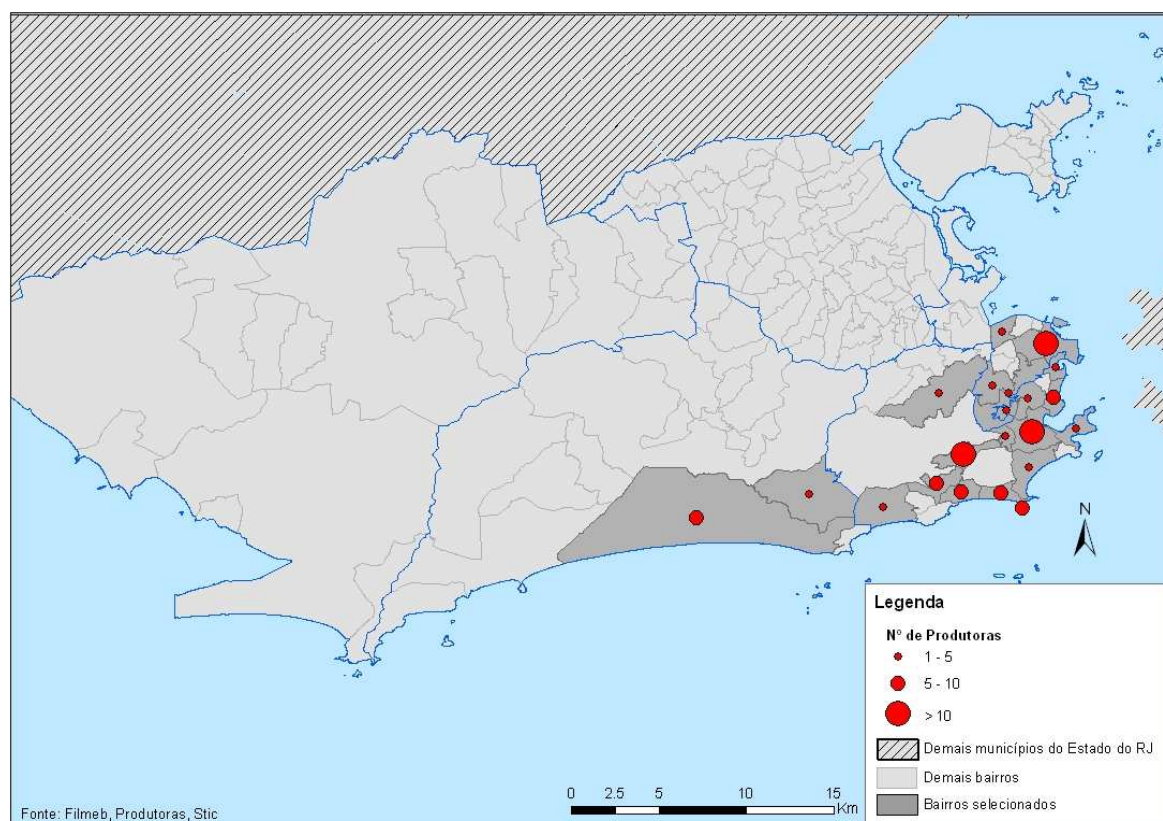 N
Legenda
Nº de Produtoras
1 - 5
5 - 10
> 10
Demais municípios do Estado do RJ
Demais bairros
Bairros selecionados
0 2.5 5 10 15
Km
Fonte: Filmeb, Produtoras, Stic